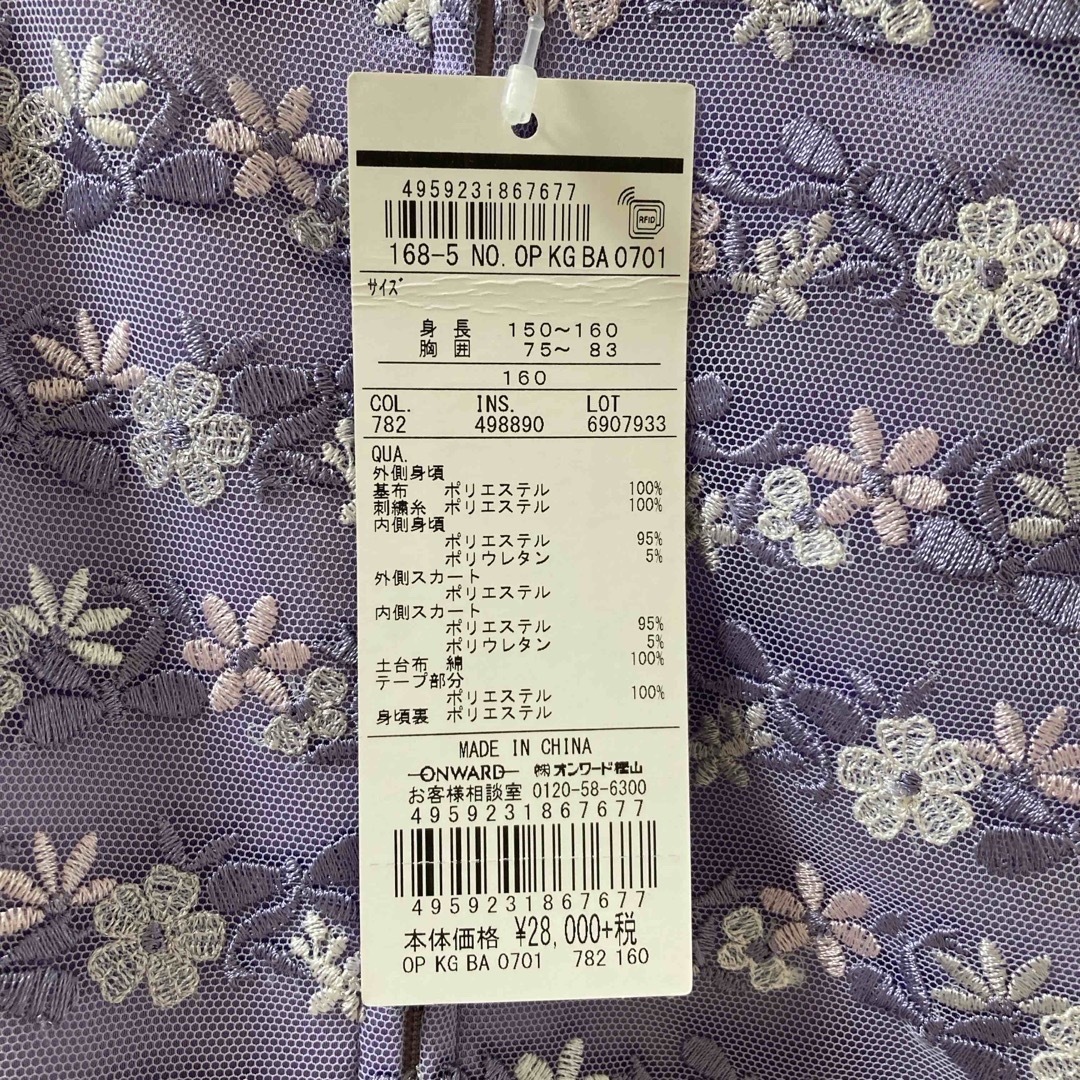 4959231867677
RFID
168-5 NO. OP KG BA 0701
ｻｲｽﾞ
身長 150～160
胸囲 75～ 83
160
COL. INS. LOT
782 498890 6907933
QUA.
外側身頃
基布 ポリエステル 100%
刺繍糸 ポリエステル 100%
内側身頃
ポリエステル 95%
ポリウレタン 5%
外側スカート
ポリエステル
内側スカート
ポリエステル 95%
ポリウレタン 5%
土台布 綿 100%
テープ部分
ポリエステル 100%
身頃裏 ポリエステル
MADE IN CHINA
ONWARD ㈱オンワード樫山
お客様相談室 0120-58-6300
4959231867677
4959231867677
本体価格 ¥28,000+税
OP KG BA 0701 782 160